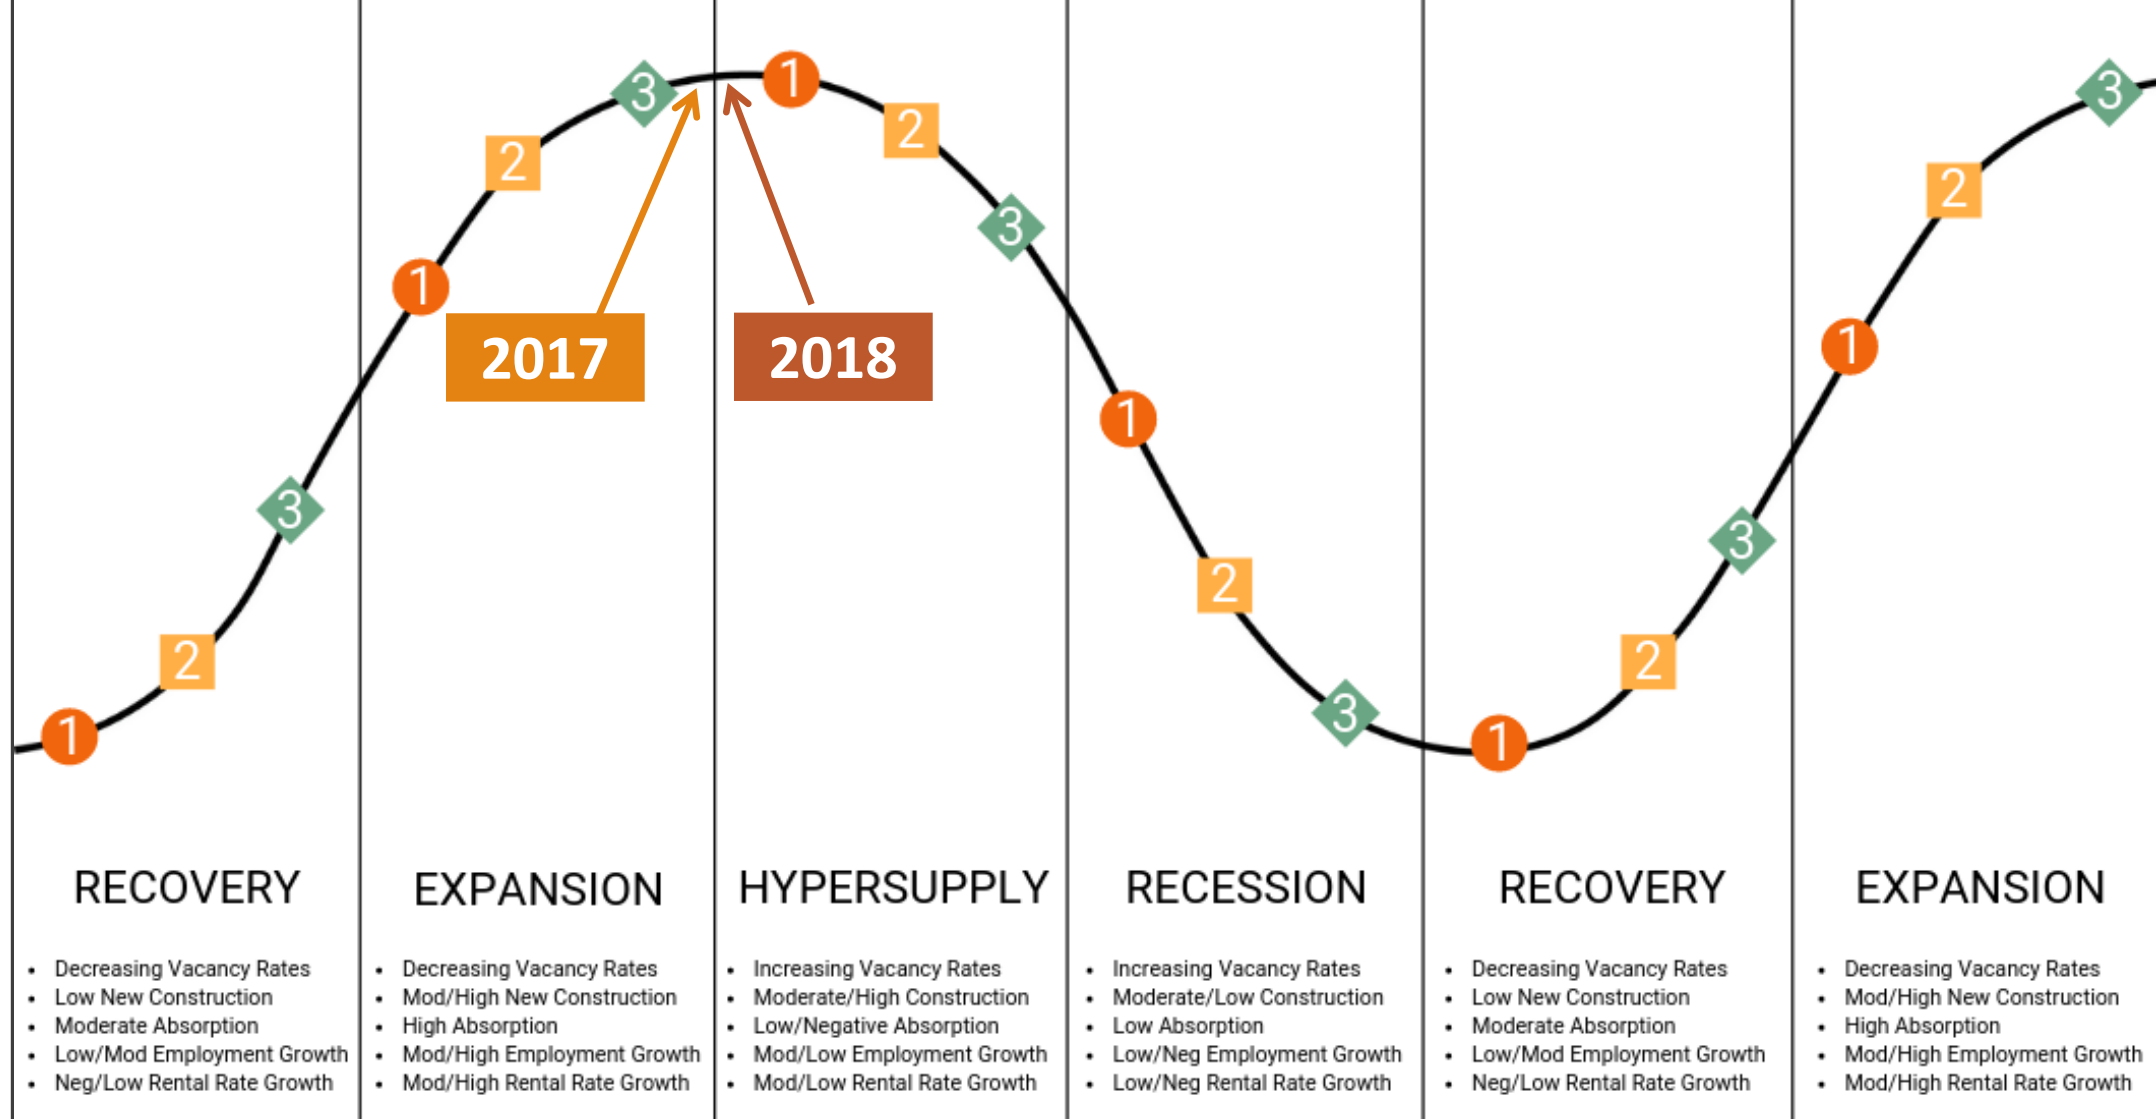 3
1
3
2
2
2
3
1
1
2017
2018
1
3
3
2
2
2
3
1
1
RECOVERY
EXPANSION
HYPERSUPPLY
RECESSION
RECOVERY
EXPANSION
• Decreasing Vacancy Rates
• Low New Construction
• Moderate Absorption
• Low/Mod Employment Growth
• Neg/Low Rental Rate Growth
• Decreasing Vacancy Rates
• Mod/High New Construction
• High Absorption
• Mod/High Employment Growth
• Mod/High Rental Rate Growth
• Increasing Vacancy Rates
• Moderate/High Construction
• Low/Negative Absorption
• Mod/Low Employment Growth
• Mod/Low Rental Rate Growth
• Increasing Vacancy Rates
• Moderate/Low Construction
• Low Absorption
• Low/Neg Employment Growth
• Low/Neg Rental Rate Growth
• Decreasing Vacancy Rates
• Low New Construction
• Moderate Absorption
• Low/Mod Employment Growth
• Neg/Low Rental Rate Growth
• Decreasing Vacancy Rates
• Mod/High New Construction
• High Absorption
• Mod/High Employment Growth
• Mod/High Rental Rate Growth